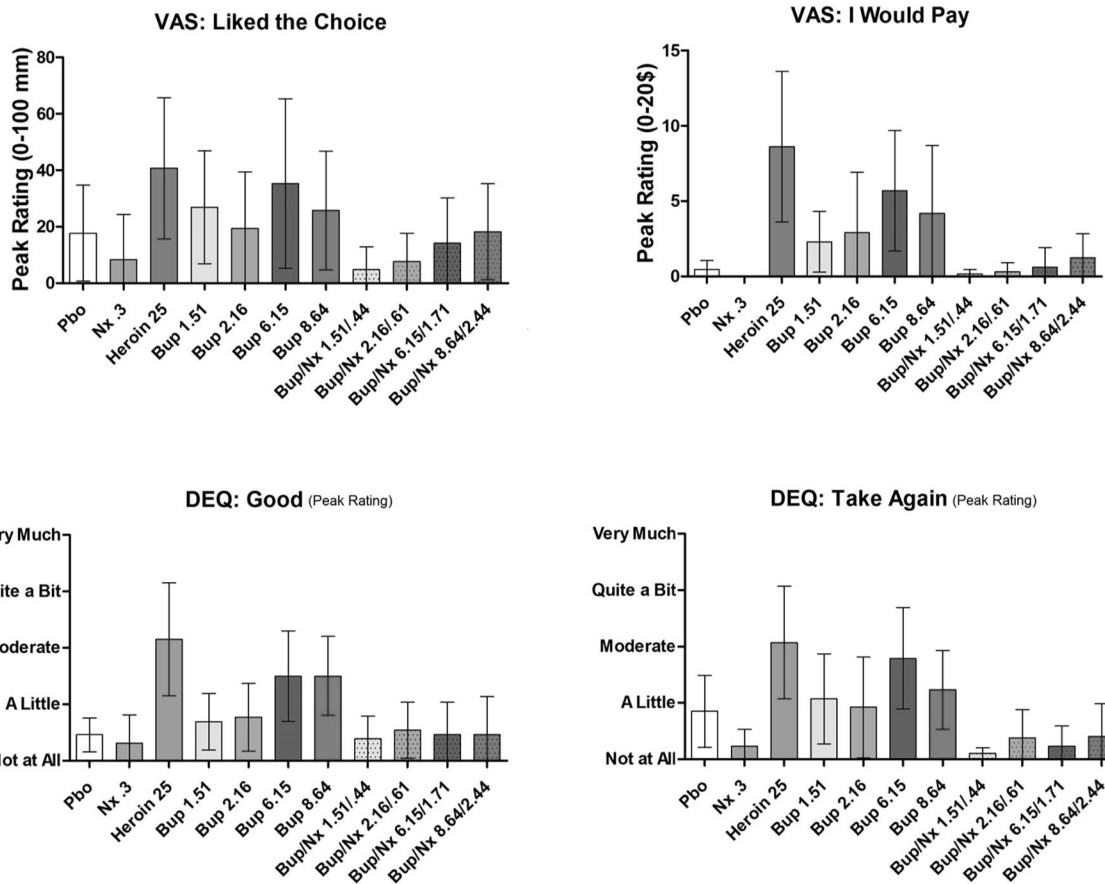 VAS: Liked the Choice
Peak Rating (0-100 mm)
80
60
40
20
0
Pbo
Nx .3
Heroin 25
Bup 1.51
Bup 2.16
Bup 6.15
Bup 8.64
Bup/Nx 1.51/.44
Bup/Nx 2.16/.61
Bup/Nx 6.15/1.71
Bup/Nx 8.64/2.44
VAS: I Would Pay
Peak Rating (0-20$)
15
10
5
0
Pbo
Nx .3
Heroin 25
Bup 1.51
Bup 2.16
Bup 6.15
Bup 8.64
Bup/Nx 1.51/.44
Bup/Nx 2.16/.61
Bup/Nx 6.15/1.71
Bup/Nx 8.64/2.44
DEQ: Good (Peak Rating)
ry Much
ite a Bit
oderate
A Little
ot at All
Pbo
Nx .3
Heroin 25
Bup 1.51
Bup 2.16
Bup 6.15
Bup 8.64
Bup/Nx 1.51/.44
Bup/Nx 2.16/.61
Bup/Nx 6.15/1.71
Bup/Nx 8.64/2.44
DEQ: Take Again (Peak Rating)
Very Much
Quite a Bit
Moderate
A Little
Not at All
Pbo
Nx .3
Heroin 25
Bup 1.51
Bup 2.16
Bup 6.15
Bup 8.64
Bup/Nx 1.51/.44
Bup/Nx 2.16/.61
Bup/Nx 6.15/1.71
Bup/Nx 8.64/2.44